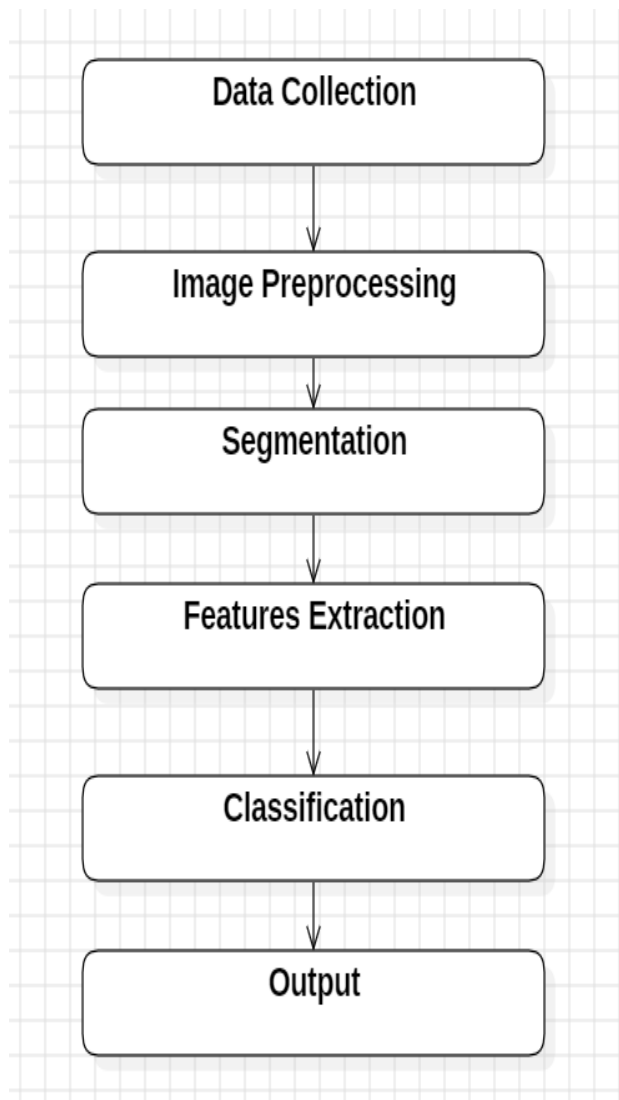 Data Collection
Image Preprocessing
Segmentation
Features Extraction
Classification
Output